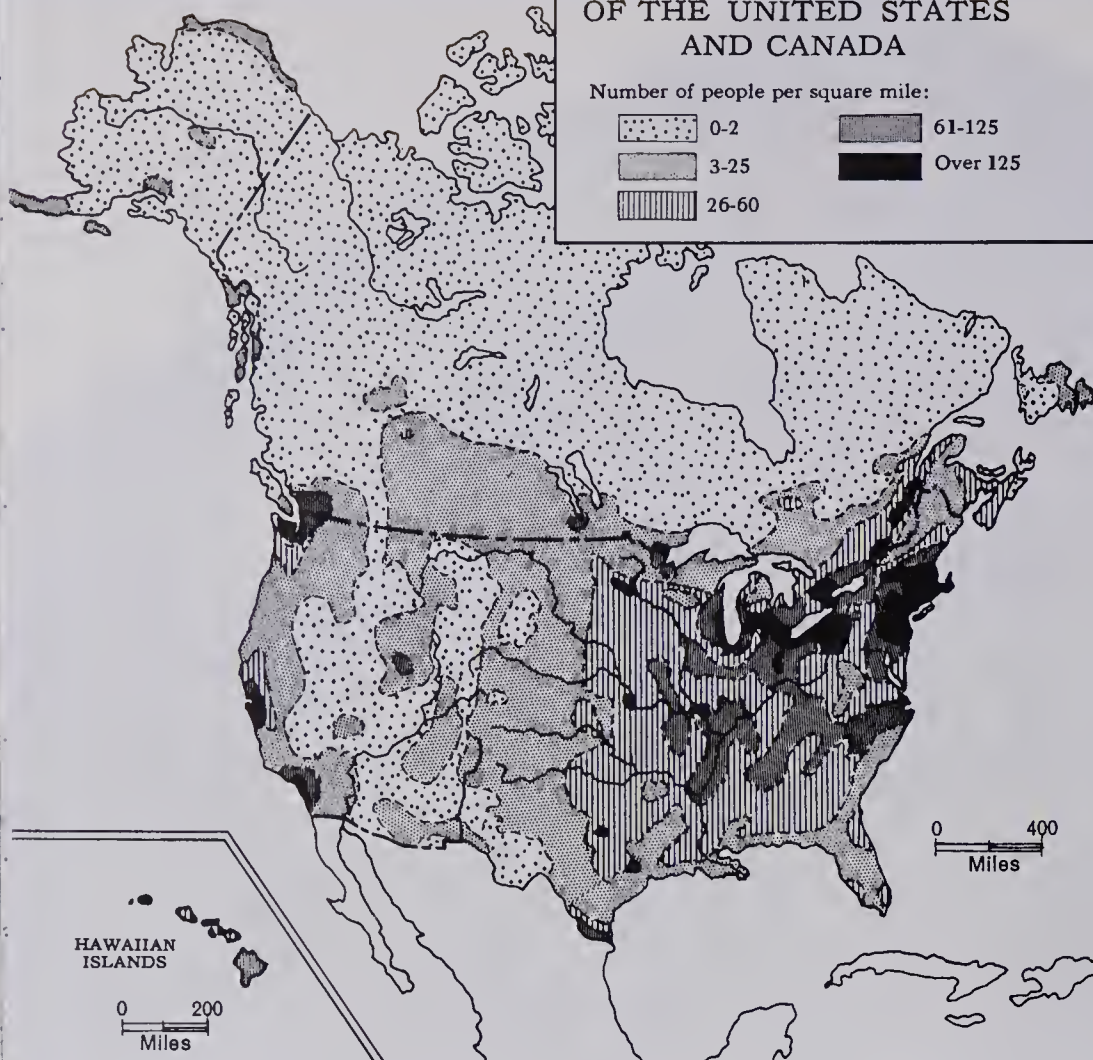 OF THE UNITED STATES
AND CANADA
Number of people per square mile:
0-2
3-25
26-60
61-125
Over 125
0 400
Miles
HAWAIIAN
ISLANDS
0 200
Miles